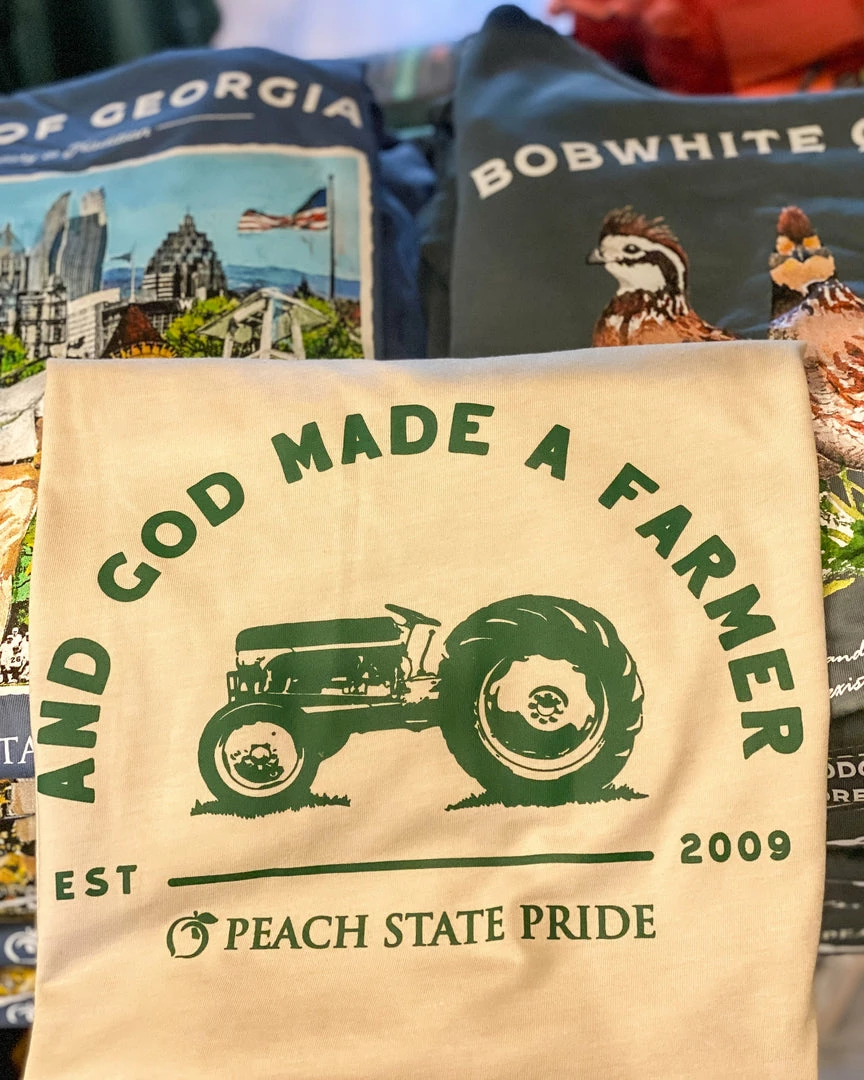 OF GEORGIA
BOBWHITE
AND GOD MADE A FARMER
EST 2009
PEACH STATE PRIDE